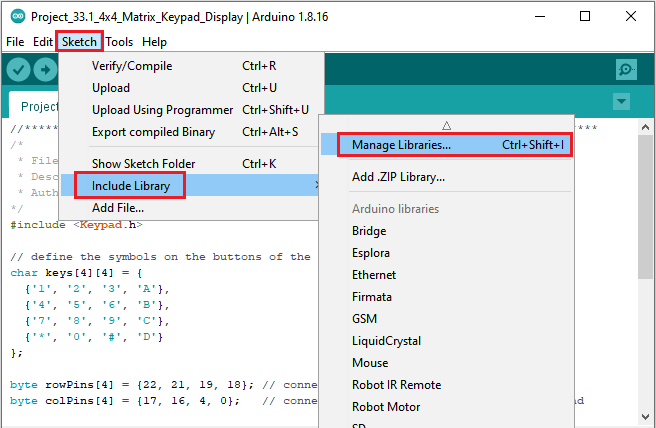 Project_33.1_4x4_Matrix_Keypad_Display | Arduino 1.8.16
File Edit Sketch Tools Help
Verify/Compile Ctrl+R
Upload Ctrl+U
Upload Using Programmer Ctrl+Shift+U
Export compiled Binary Ctrl+Alt+S
Show Sketch Folder Ctrl+K
Include Library
Add File...
Manage Libraries... Ctrl+Shift+I
Add .ZIP Library...
Arduino libraries
Bridge
Esplora
Ethernet
Firmata
GSM
LiquidCrystal
Mouse
Robot IR Remote
Robot Motor
Project
/*
* File
* Desc
* Auth
*/
#include <Keypad.h>
// define the symbols on the buttons of the
char keys[4][4] = {
{'1', '2', '3', 'A'},
{'4', '5', '6', 'B'},
{'7', '8', '9', 'C'},
{'*', '0', '#', 'D'}
};
byte rowPins[4] = {22, 21, 19, 18}; // conne
byte colPins[4] = {17, 16, 4, 0}; // conne ad